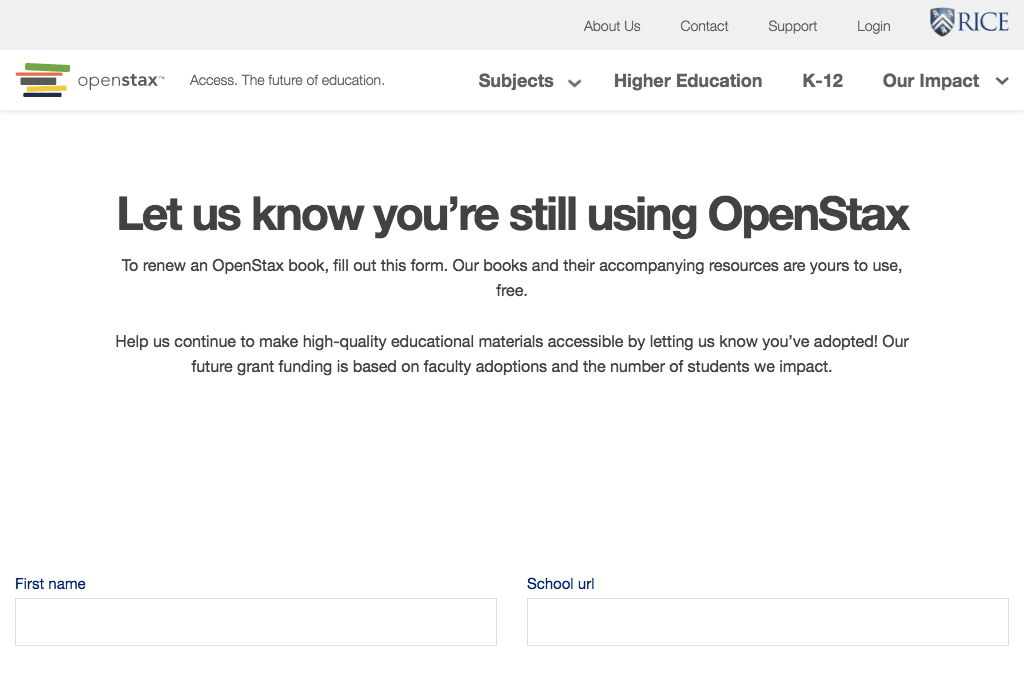 About Us Contact Support Login RICE
openstax™ Access. The future of education. Subjects Higher Education K-12 Our Impact
Let us know you’re still using OpenStax
To renew an OpenStax book, fill out this form. Our books and their accompanying resources are yours to use,
free.
Help us continue to make high-quality educational materials accessible by letting us know you’ve adopted! Our
future grant funding is based on faculty adoptions and the number of students we impact.
First name School url